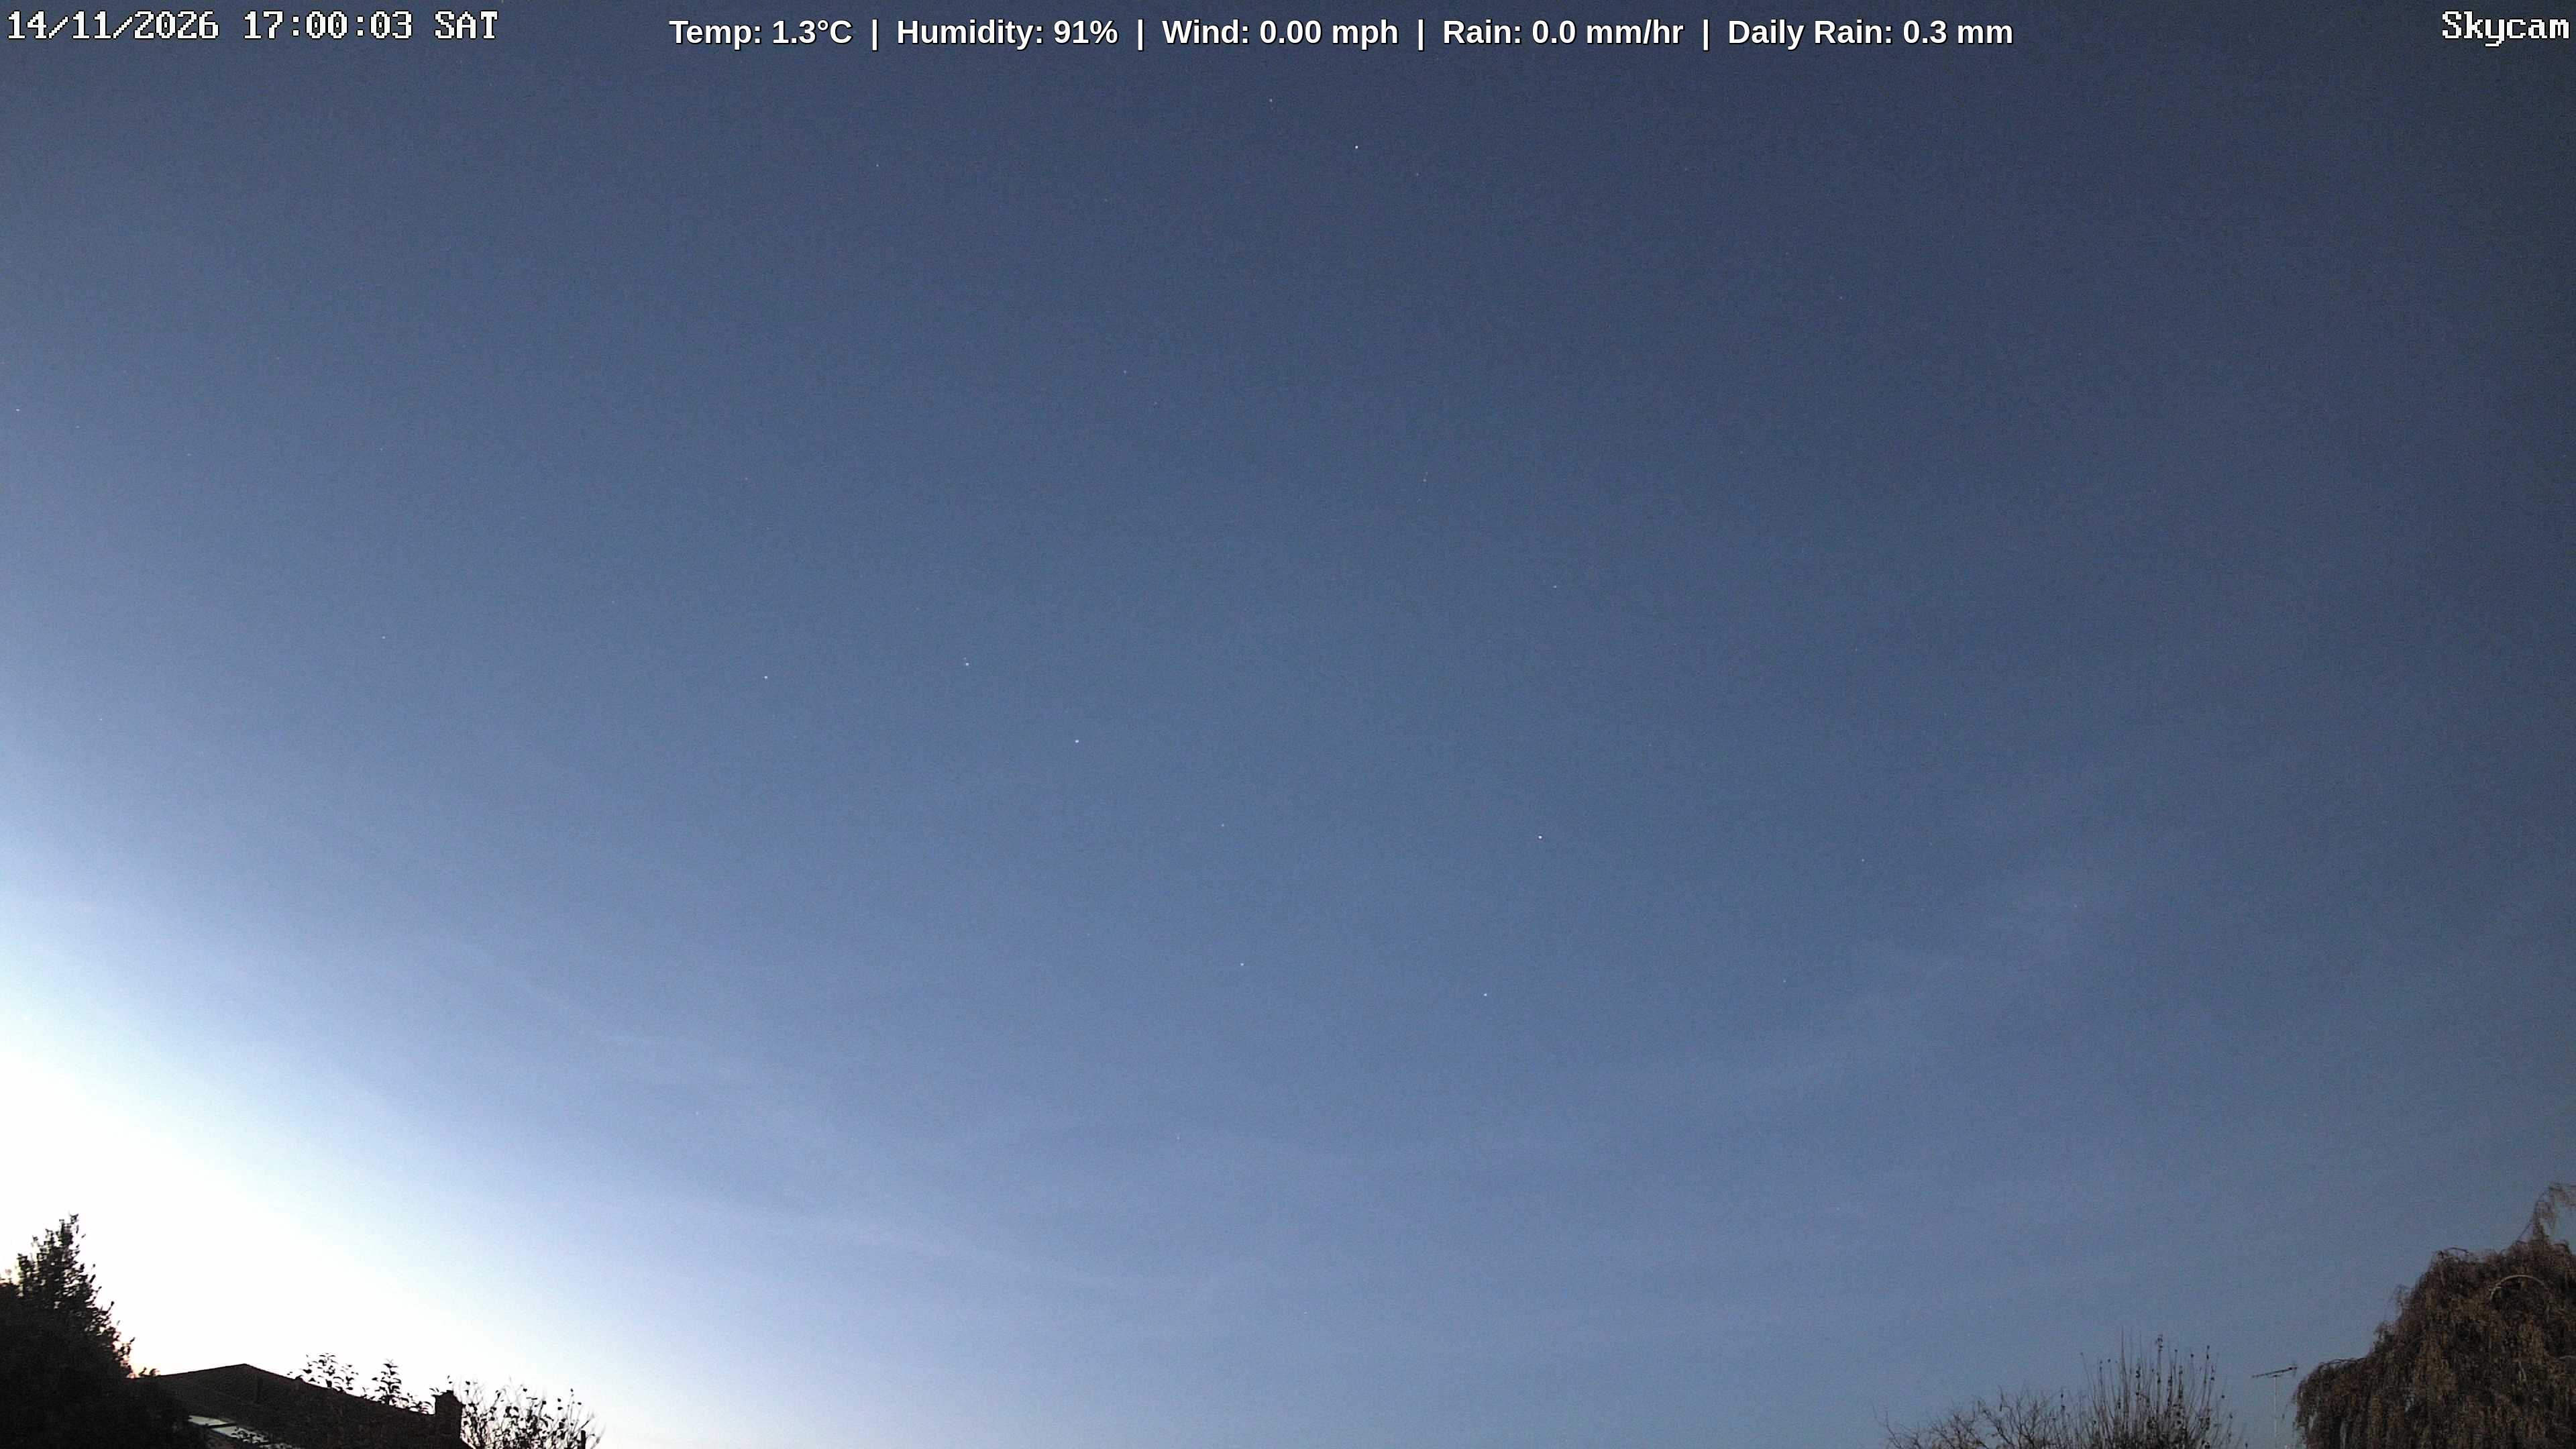 14/11/2026 17:00:03 SAT
Temp: 1.3°C | Humidity: 91% | Wind: 0.00 mph | Rain: 0.0 mm/hr | Daily Rain: 0.3 mm
Skycam